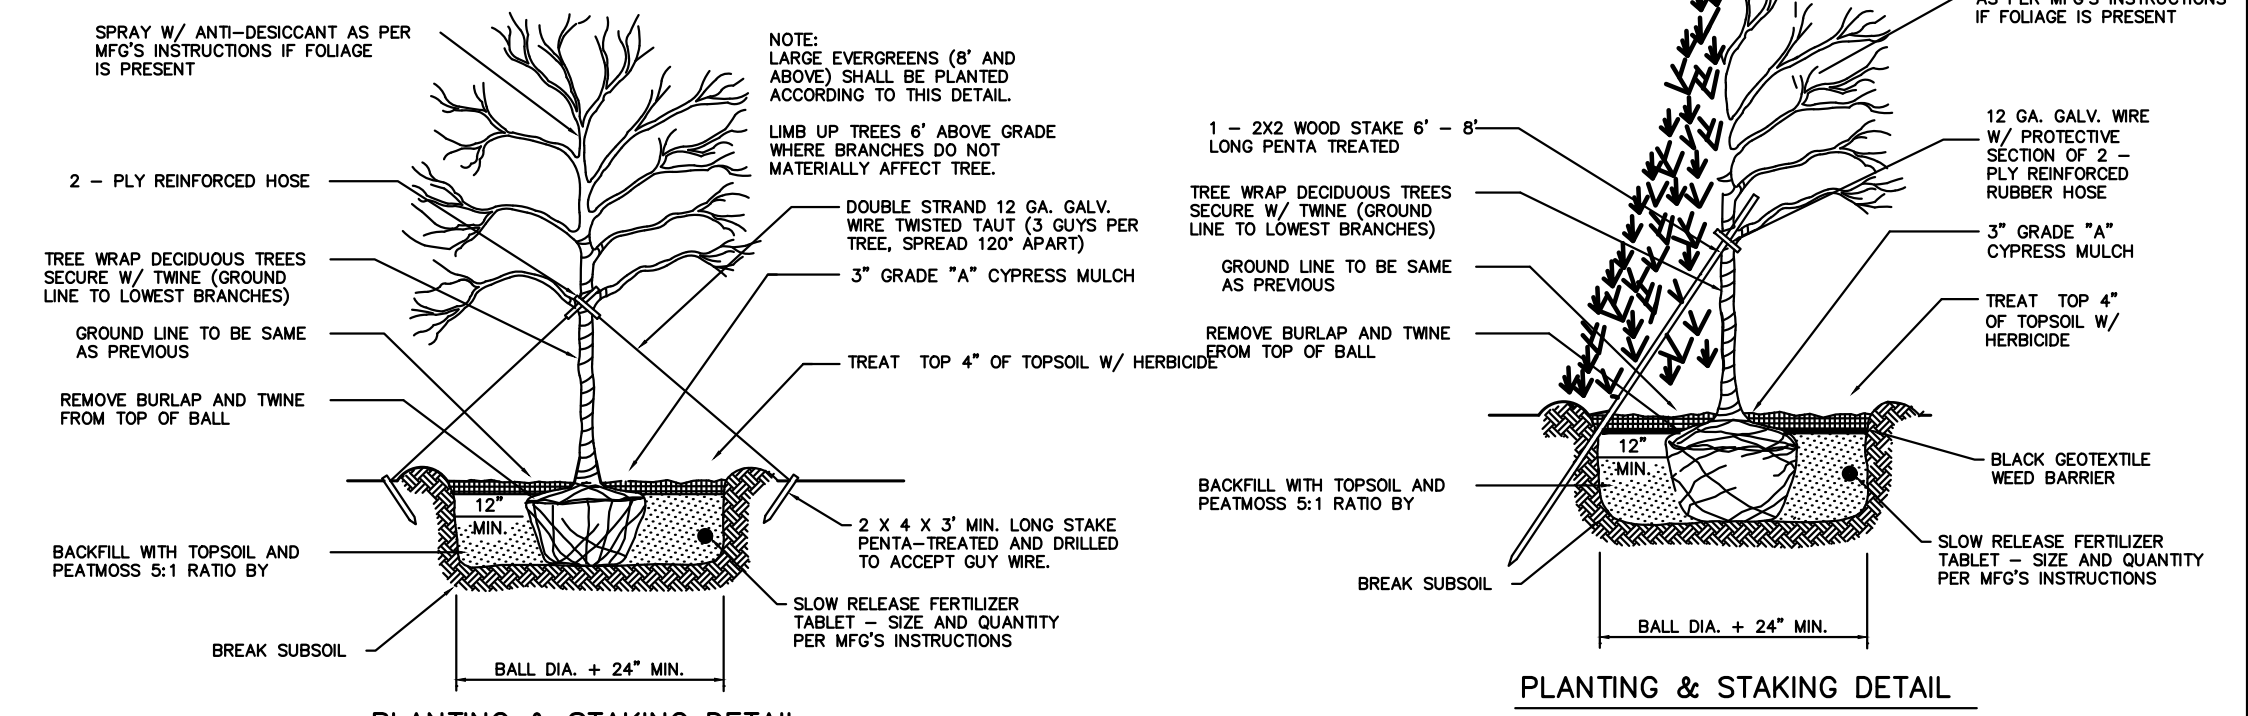 SPRAY W/ ANTI-DESICCANT AS PER
MFG'S INSTRUCTIONS IF FOLIAGE
IS PRESENT
2 - PLY REINFORCED HOSE
TREE WRAP DECIDUOUS TREES
SECURE W/ TWINE (GROUND
LINE TO LOWEST BRANCHES)
GROUND LINE TO BE SAME
AS PREVIOUS
REMOVE BURLAP AND TWINE
FROM TOP OF BALL
BACKFILL WITH TOPSOIL AND
PEATMOSS 5:1 RATIO BY
BREAK SUBSOIL
12"
MIN.
BALL DIA. + 24" MIN.
NOTE:
LARGE EVERGREENS (8' AND
ABOVE) SHALL BE PLANTED
ACCORDING TO THIS DETAIL.
LIMB UP TREES 6' ABOVE GRADE
WHERE BRANCHES DO NOT
MATERIALLY AFFECT TREE.
DOUBLE STRAND 12 GA. GALV.
WIRE TWISTED TAUT (3 GUYS PER
TREE, SPREAD 120° APART)
3" GRADE "A" CYPRESS MULCH
TREAT TOP 4" OF TOPSOIL W/ HERBICIDE
2 X 4 X 3' MIN. LONG STAKE
PENTA-TREATED AND DRILLED
TO ACCEPT GUY WIRE.
SLOW RELEASE FERTILIZER
TABLET - SIZE AND QUANTITY
PER MFG'S INSTRUCTIONS
PLANTING & STAKING DETAIL
1 - 2X2 WOOD STAKE 6' - 8'
LONG PENTA TREATED
TREE WRAP DECIDUOUS TREES
SECURE W/ TWINE (GROUND
LINE TO LOWEST BRANCHES)
GROUND LINE TO BE SAME
AS PREVIOUS
REMOVE BURLAP AND TWINE
FROM TOP OF BALL
BACKFILL WITH TOPSOIL AND
PEATMOSS 5:1 RATIO BY
BREAK SUBSOIL
12"
MIN.
BALL DIA. + 24" MIN.
AS PER MFG'S INSTRUCTIONS
IF FOLIAGE IS PRESENT
12 GA. GALV. WIRE
W/ PROTECTIVE
SECTION OF 2 -
PLY REINFORCED
RUBBER HOSE
3" GRADE "A"
CYPRESS MULCH
TREAT TOP 4"
OF TOPSOIL W/
HERBICIDE
BLACK GEOTEXTILE
WEED BARRIER
SLOW RELEASE FERTILIZER
TABLET - SIZE AND QUANTITY
PER MFG'S INSTRUCTIONS
PLANTING & STAKING DETAIL